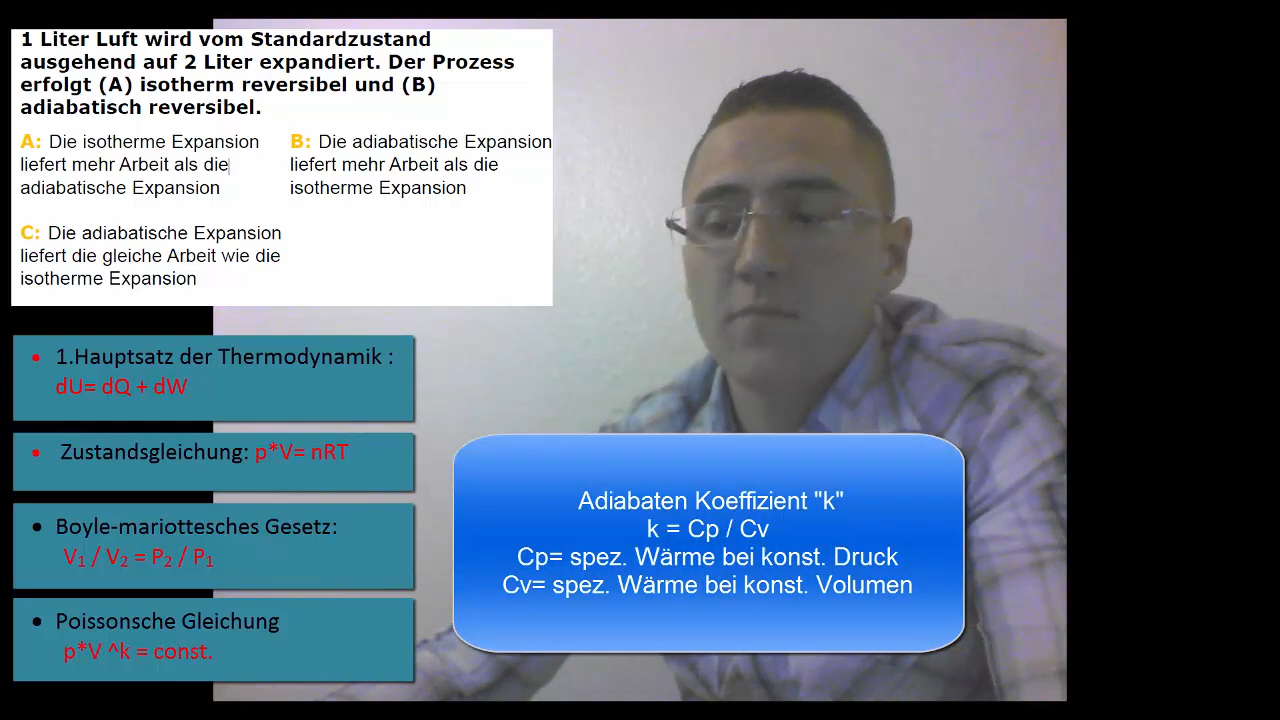 1 Liter Luft wird vom Standardzustand
ausgehend auf 2 Liter expandiert. Der Prozess
erfolgt (A) isotherm reversibel und (B)
adiabatisch reversibel.
A: Die isotherme Expansion
liefert mehr Arbeit als die
adiabatische Expansion
B: Die adiabatische Expansion
liefert mehr Arbeit als die
isotherme Expansion
C: Die adiabatische Expansion
liefert die gleiche Arbeit wie die
isotherme Expansion
• 1.Hauptsatz der Thermodynamik :
dU= dQ + dW
• Zustandsgleichung: p*V= nRT
• Boyle-mariottesches Gesetz:
V₁ / V₂ = P₂ / P₁
• Poissonsche Gleichung
p*V ^k = const.
Adiabaten Koeffizient "k"
k = Cp / Cv
Cp= spez. Wärme bei konst. Druck
Cv= spez. Wärme bei konst. Volumen